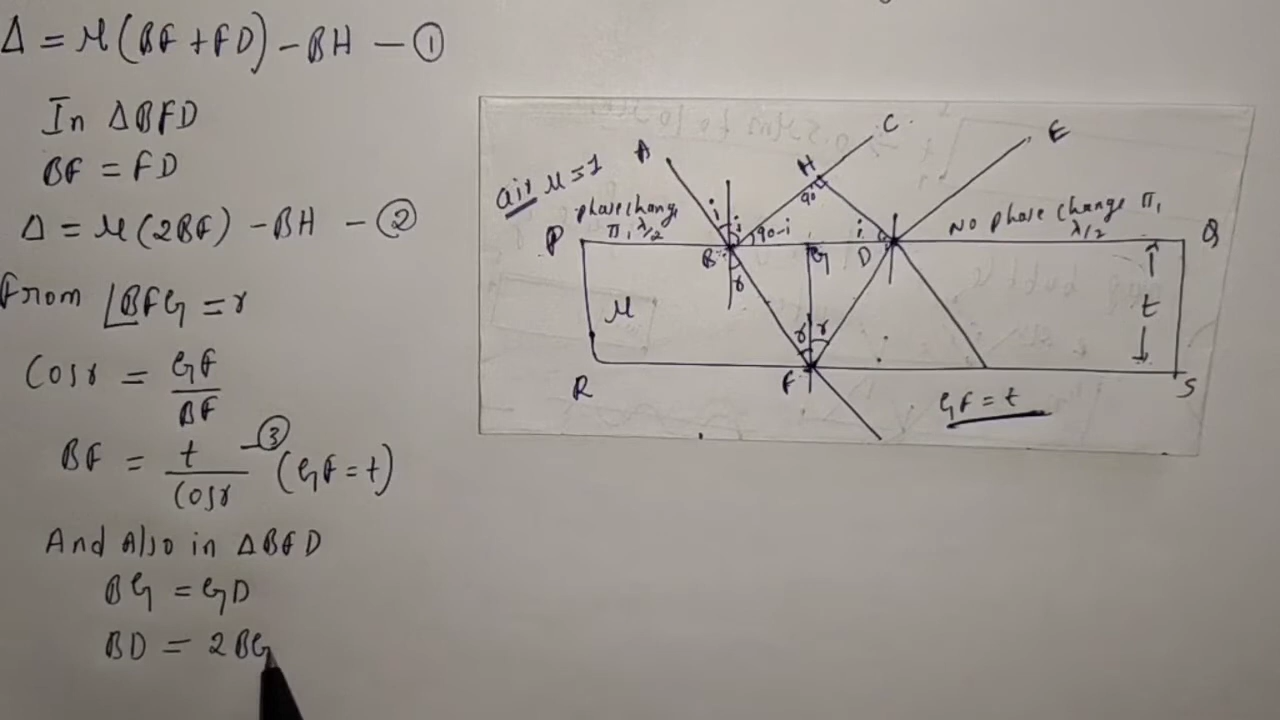 Δ = μ(BF + FD) - BH - ①
In ΔBFD
BF = FD
Δ = μ(2BF) - BH - ②
From ∠BFG = r
Cosr = GF / BF
BF = t / Cosr - ③ (GF = t)
And Also in ΔBFD
BG = GD
BD = 2BG
A
H
C
E
air μ = 1
phase change
π, λ/2
i
i
90
90-i
i
No phase change π,
λ/2
P
B
G
D
Q
r
μ
t
r
r
R
F
S
GF = t